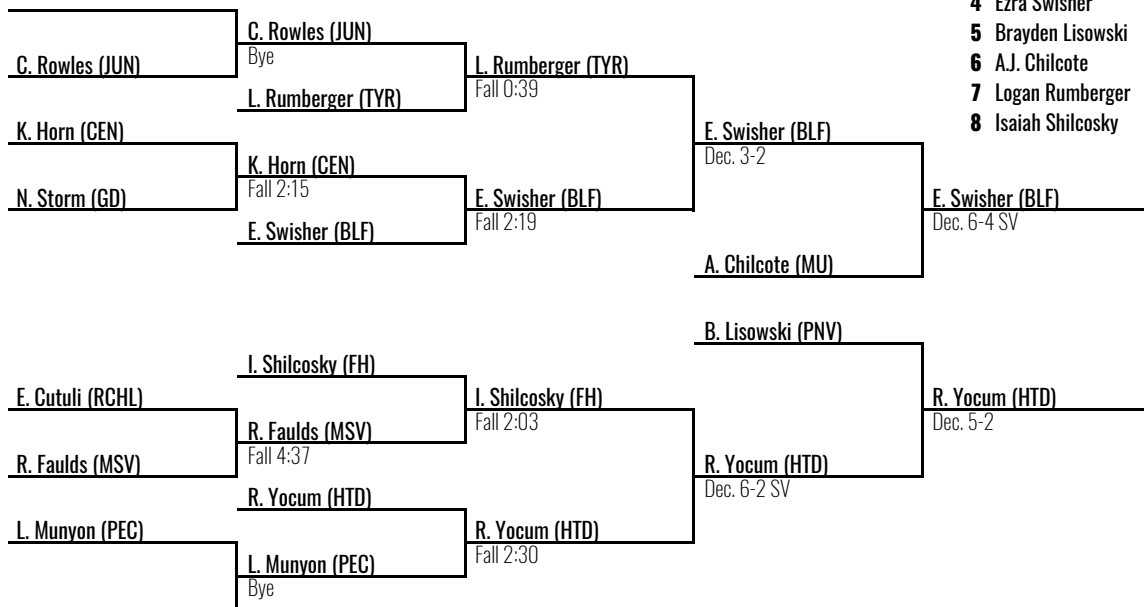 4 Ezra Swisher
5 Brayden Lisowski
6 A.J. Chilcote
7 Logan Rumberger
8 Isaiah Shilcosky
C. Rowles (JUN)
C. Rowles (JUN)
Bye
L. Rumberger (TYR)
L. Rumberger (TYR)
Fall 0:39
K. Horn (CEN)
N. Storm (GD)
K. Horn (CEN)
Fall 2:15
E. Swisher (BLF)
E. Swisher (BLF)
Fall 2:19
E. Swisher (BLF)
Dec. 3-2
A. Chilcote (MU)
E. Swisher (BLF)
Dec. 6-4 SV
B. Lisowski (PNV)
I. Shilcosky (FH)
E. Cutuli (RCHL)
R. Faulds (MSV)
R. Faulds (MSV)
Fall 4:37
I. Shilcosky (FH)
Fall 2:03
R. Yocum (HTD)
L. Munyon (PEC)
L. Munyon (PEC)
Bye
R. Yocum (HTD)
Fall 2:30
R. Yocum (HTD)
Dec. 6-2 SV
R. Yocum (HTD)
Dec. 5-2